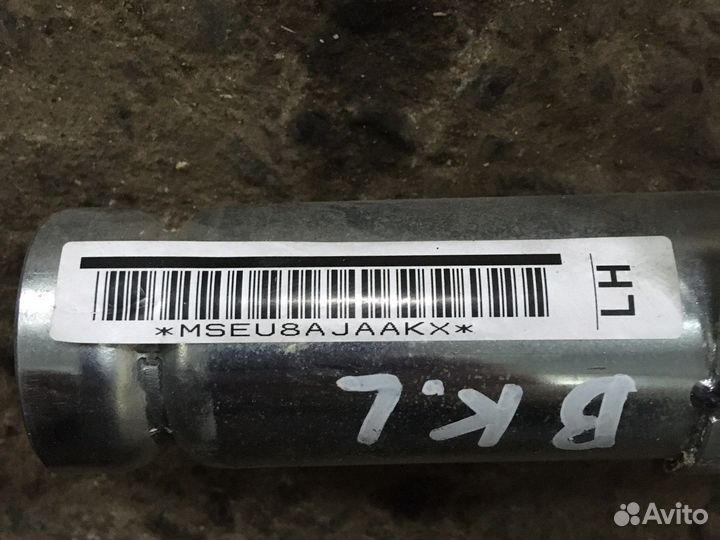 *MSEU8AJAAKX*
LH
B K.L
Avito